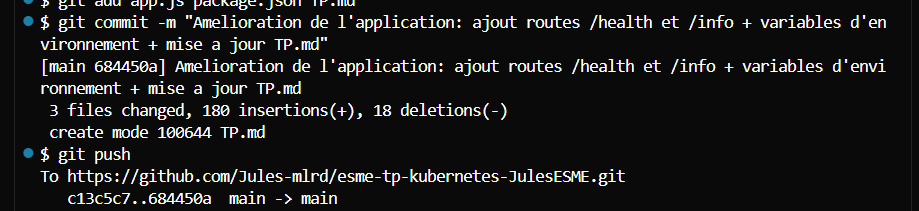 $ git add app.js package.json TP.md
$ git commit -m "Amelioration de l'application: ajout routes /health et /info + variables d'en
vironnement + mise a jour TP.md"
[main 684450a] Amelioration de l'application: ajout routes /health et /info + variables d'envi
ronnement + mise a jour TP.md
 3 files changed, 180 insertions(+), 18 deletions(-)
 create mode 100644 TP.md
$ git push
To https://github.com/Jules-mlrd/esme-tp-kubernetes-JulesESME.git
   c13c5c7..684450a  main -> main